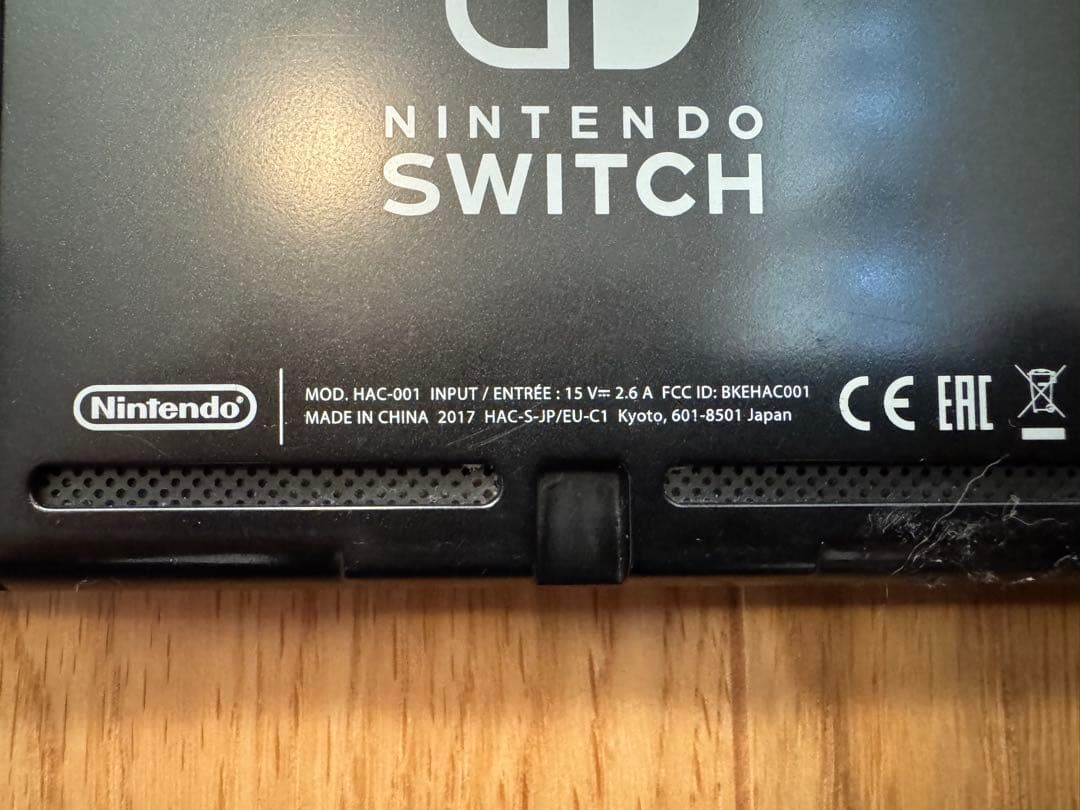 NINTENDO
SWITCH
Nintendo®
MOD. HAC-001 INPUT / ENTRÉE : 15 V⎓ 2.6 A FCC ID: BKEHAC001
MADE IN CHINA 2017 HAC-S-JP/EU-C1 Kyoto, 601-8501 Japan
CE EAC